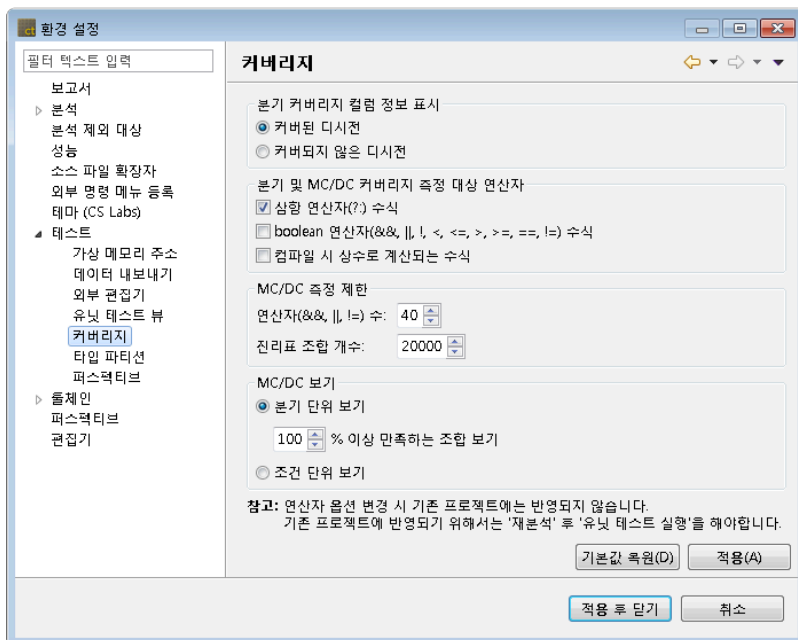 ct 환경 설정
필터 텍스트 입력
보고서
분석
분석 제외 대상
성능
소스 파일 확장자
외부 명령 메뉴 등록
테마 (CS Labs)
테스트
가상 메모리 주소
데이터 내보내기
외부 편집기
유닛 테스트 뷰
커버리지
타입 파티션
퍼스펙티브
툴체인
퍼스펙티브
편집기
커버리지
분기 커버리지 컬럼 정보 표시
커버된 디시전
커버되지 않은 디시전
분기 및 MC/DC 커버리지 측정 대상 연산자
삼항 연산자(?:) 수식
boolean 연산자(&&, ||, !, <, <=, >, >=, ==, !=) 수식
컴파일 시 상수로 계산되는 수식
MC/DC 측정 제한
연산자(&&, ||, !=) 수: 40
진리표 조합 개수: 20000
MC/DC 보기
분기 단위 보기
100 % 이상 만족하는 조합 보기
조건 단위 보기
참고: 연산자 옵션 변경 시 기존 프로젝트에는 반영되지 않습니다.
기존 프로젝트에 반영되기 위해서는 '재분석' 후 '유닛 테스트 실행'을 해야합니다.
기본값 복원(D) 적용(A)
적용 후 닫기 취소